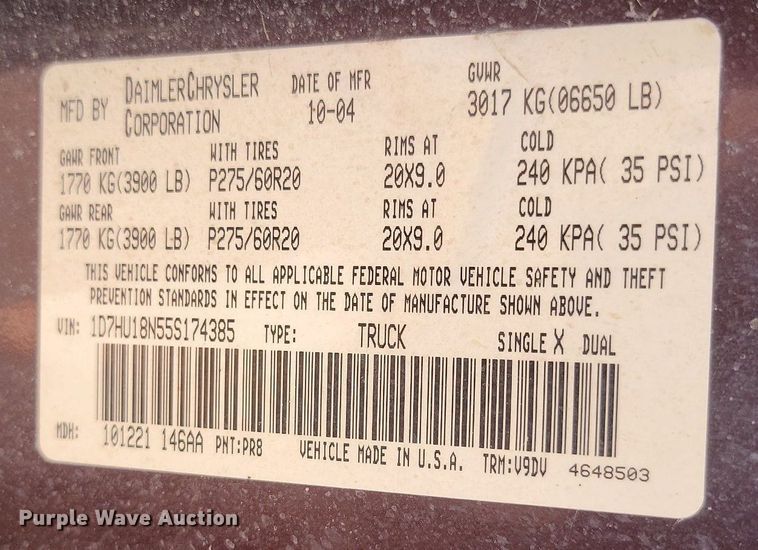 MFD BY DAIMLERCHRYSLER CORPORATION DATE OF MFR 10-04 GVWR 3017 KG(06650 LB)
GAWR FRONT WITH TIRES RIMS AT COLD
1770 KG(3900 LB) P275/60R20 20X9.0 240 KPA( 35 PSI)
GAWR REAR WITH TIRES RIMS AT COLD
1770 KG(3900 LB) P275/60R20 20X9.0 240 KPA( 35 PSI)
THIS VEHICLE CONFORMS TO ALL APPLICABLE FEDERAL MOTOR VEHICLE SAFETY AND THEFT
PREVENTION STANDARDS IN EFFECT ON THE DATE OF MANUFACTURE SHOWN ABOVE.
VIN: 1D7HU18N55S174385 TYPE: TRUCK SINGLE X DUAL
MDH: 101221 146AA PNT:PR8 VEHICLE MADE IN U.S.A. TRM:V9DV 4648503
Purple Wave Auction